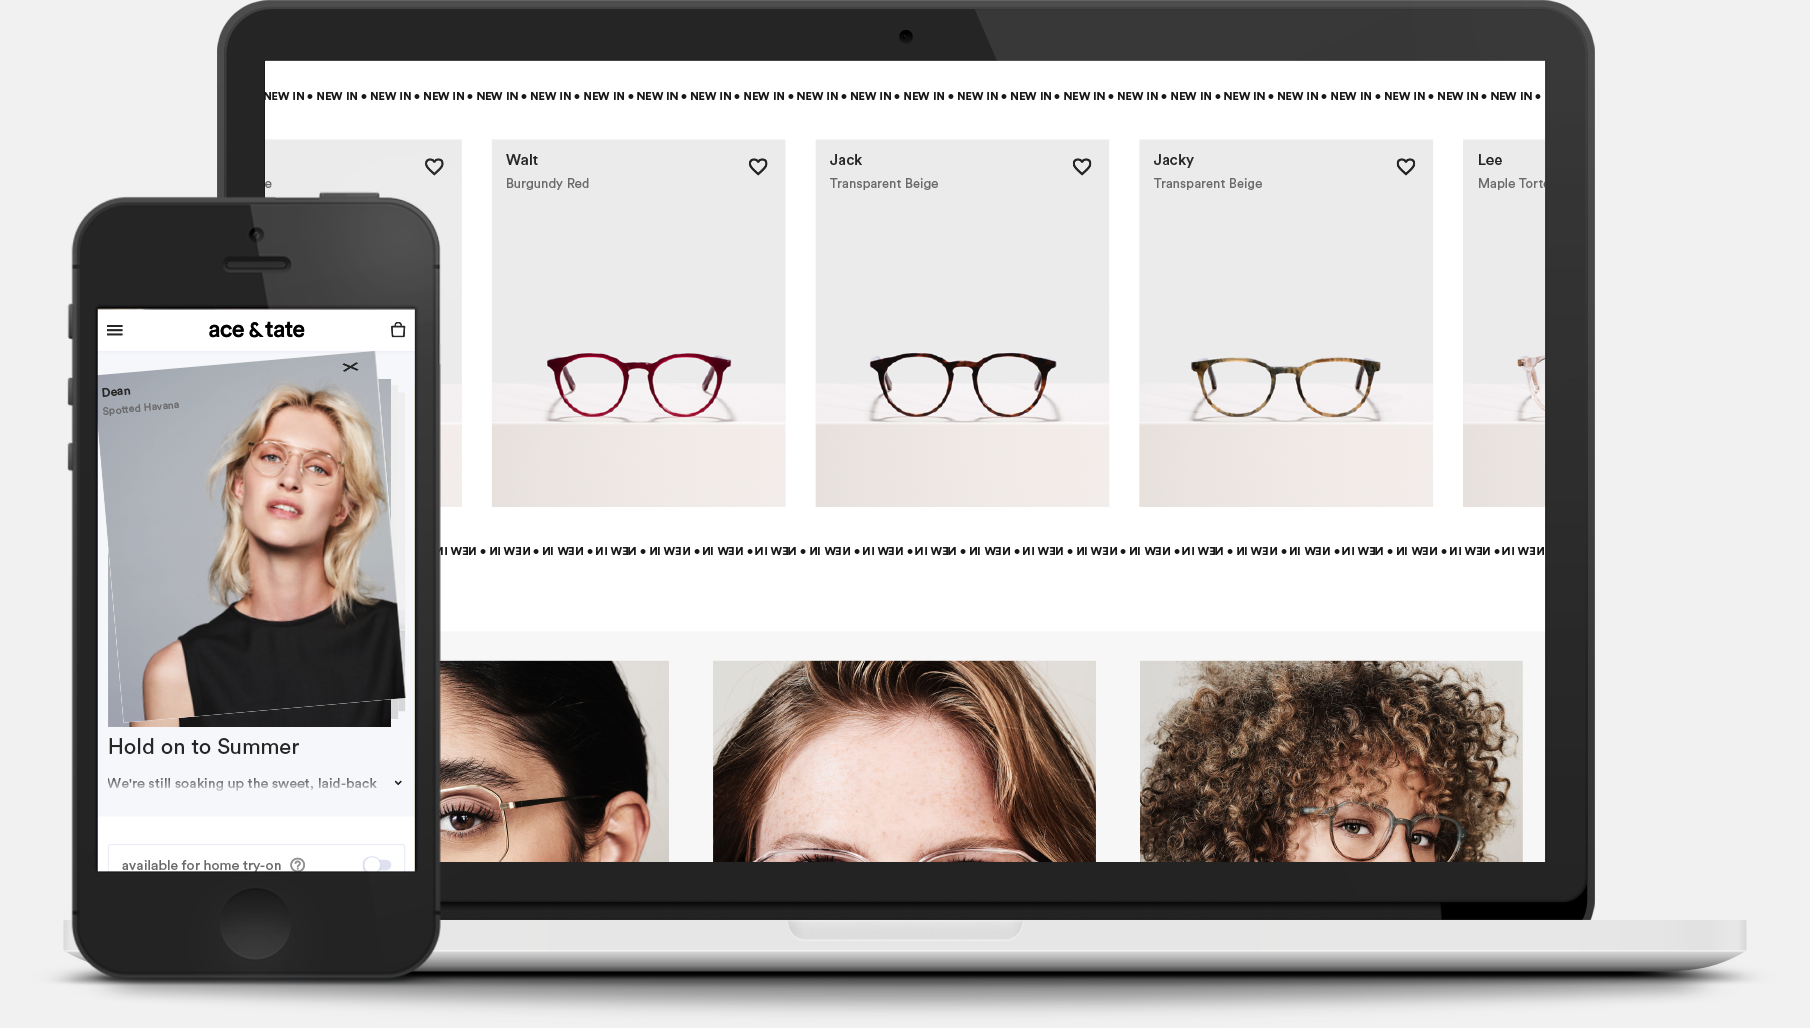 NEW IN • NEW IN • NEW IN • NEW IN • NEW IN • NEW IN • NEW IN • NEW IN • NEW IN • NEW IN • NEW IN • NEW IN • NEW IN • NEW IN • NEW IN • NEW IN • NEW IN • NEW IN • NEW IN • NEW IN • NEW IN • NEW IN • NEW IN • NEW IN •
Walt
Burgundy Red
Jack
Transparent Beige
Jacky
Transparent Beige
Lee
Maple
NEW IN • NEW IN • NEW IN • NEW IN • NEW IN • NEW IN • NEW IN • NEW IN • NEW IN • NEW IN • NEW IN • NEW IN • NEW IN • NEW IN • NEW IN • NEW IN • NEW IN • NEW IN • NEW IN • NEW IN • NEW IN
ace & tate
Dean
Spotted Havana
Hold on to Summer
We're still soaking up the sweet, laid-back
available for home try-on ?